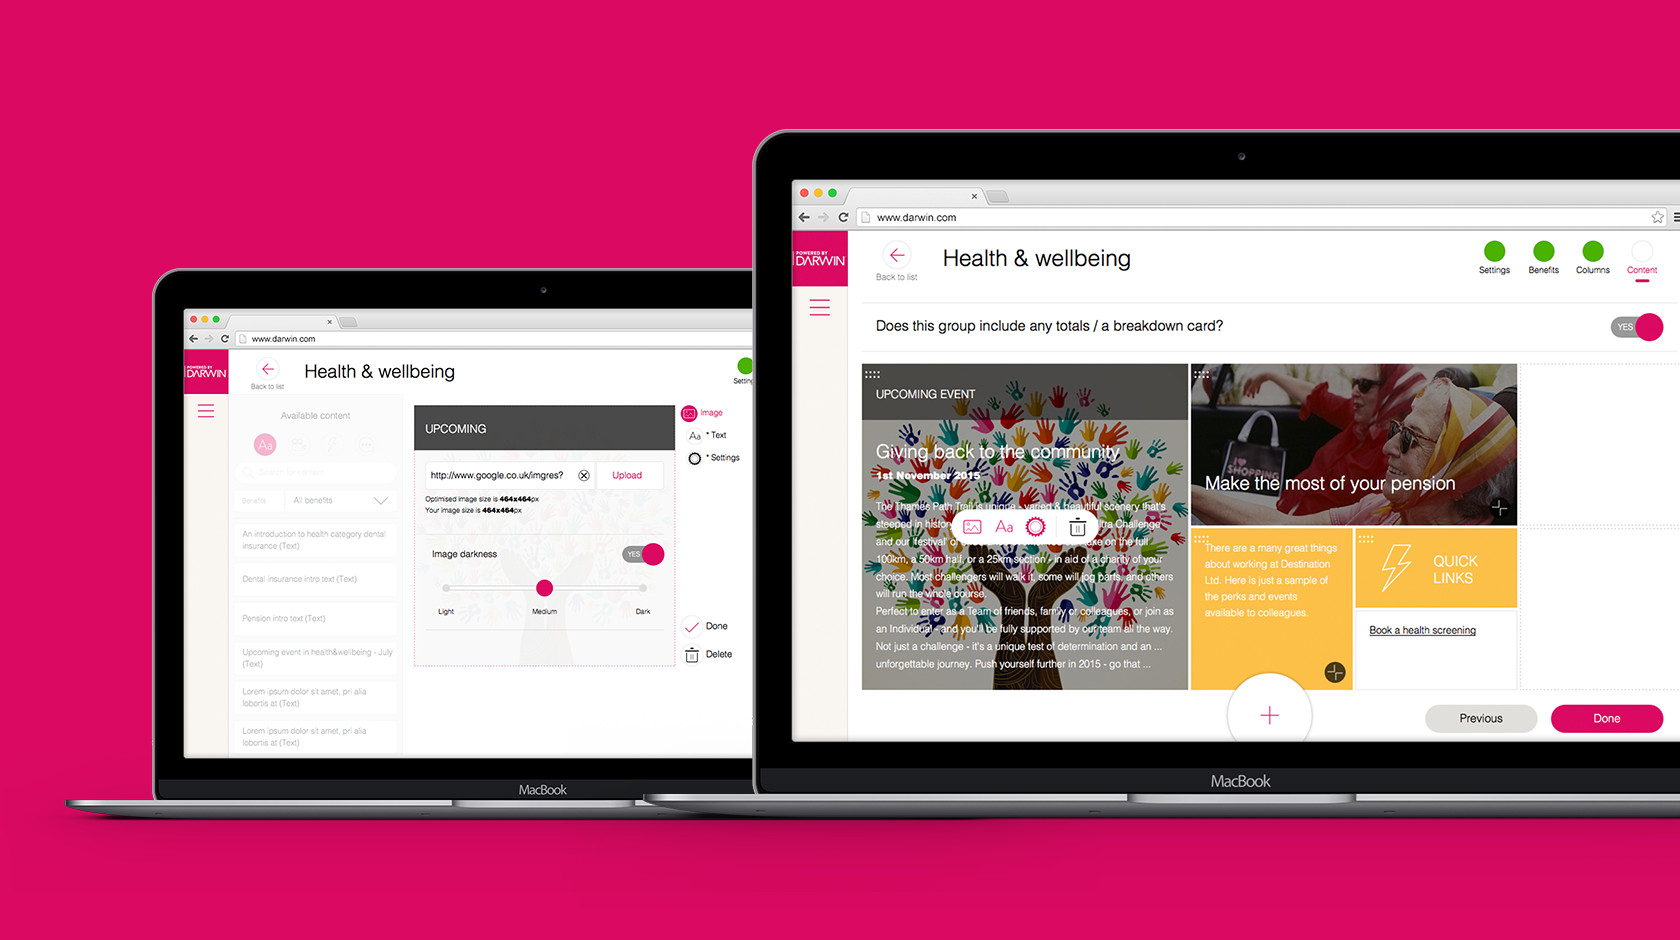 www.darwin.com
POWERED BY
DARWIN
Back to list
Health & wellbeing
Available content
Aa
Search for content
Benefits
All benefits
An introduction to health category dental
insurance (Text)
Dental insurance intro text (Text)
Pension intro text (Text)
Upcoming event in health&wellbeing - July
(Text)
Lorem ipsum dolor sit amet, pri alia
lobortis at (Text)
Lorem ipsum dolor sit amet, pri alia
lobortis at (Text)
UPCOMING
http://www.google.co.uk/imgres?
Upload
Optimised image size is 464x464px
Your image size is 464x464px
Image darkness
YES
Light
Medium
Dark
Image
Aa * Text
* Settings
Done
Delete
MacBook
www.darwin.com
POWERED BY
DARWIN
Back to list
Health & wellbeing
Settings
Benefits
Columns
Content
Does this group include any totals / a breakdown card?
YES
UPCOMING EVENT
Giving back to the community
1st November 2015
The Thames Path Trail is unique - varied & beautiful scenery that's
steeped in history
ltra Challenge
and our 'festival' of
ke on the full
100km, a 50km half, or a 25km section - in aid of a charity of your
choice. Most challengers will walk it, some will jog parts, and others
will run the whole course.
Perfect to enter as a Team of friends, family or colleagues, or join as
an Individual - and you'll be fully supported by our team all the way.
Not just a challenge - it's a unique test of determination and an ...
unforgettable journey. Push yourself further in 2015 - go that ...
Aa
I ♥
SHOPPING
Make the most of your pension
There are a many great things
about working at Destination
Ltd. Here is just a sample of
the perks and events
available to colleagues.
QUICK
LINKS
Book a health screening
Previous
Done
MacBook